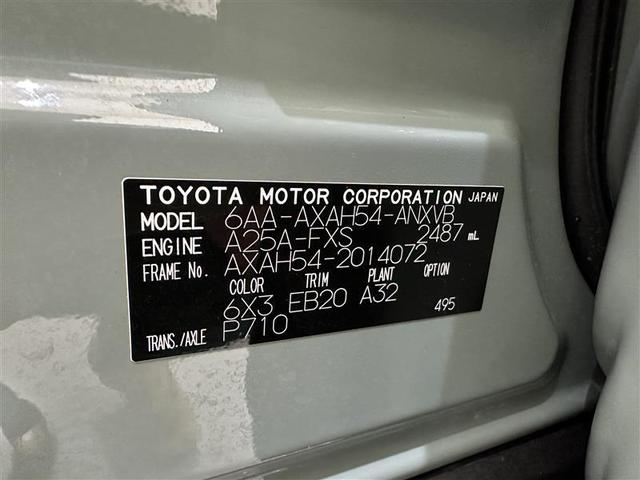 TOYOTA MOTOR CORPORATION JAPAN
MODEL 6AA-AXAH54-ANXVB
ENGINE A25A-FXS 2487 mL
FRAME No. AXAH54-2014072
COLOR TRIM PLANT OPTION
6X3 EB20 A32 495
TRANS./AXLE P710